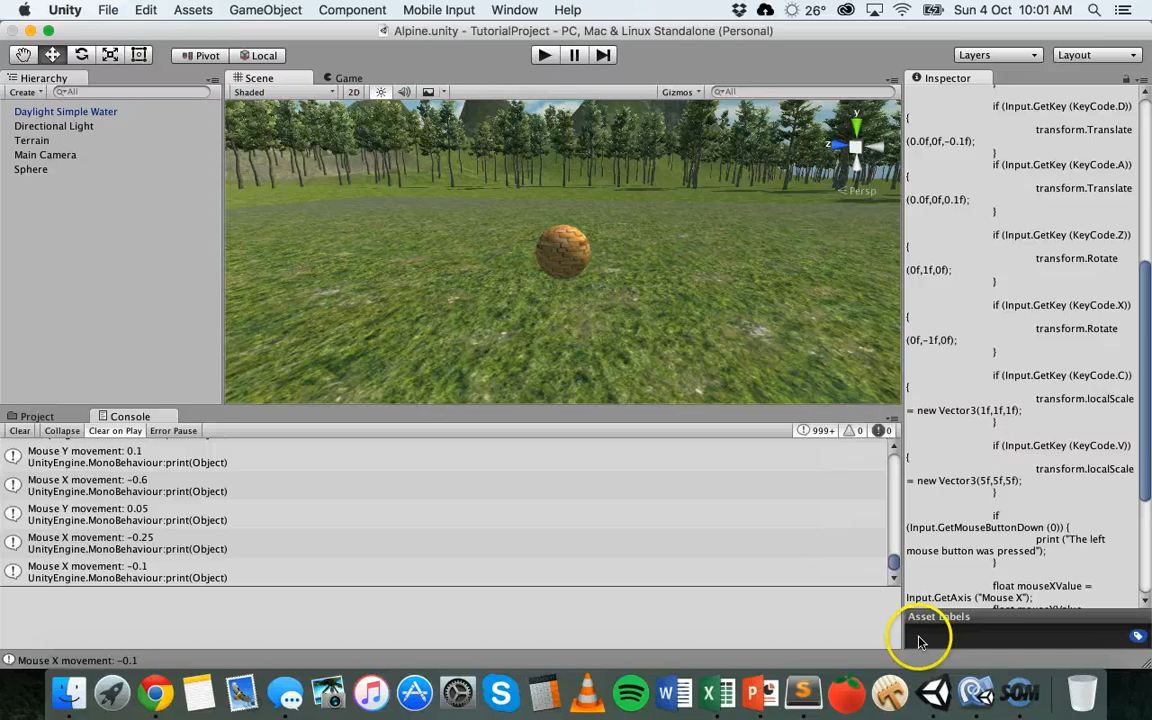 Unity File Edit Assets GameObject Component Mobile Input Window Help 26° Sun 4 Oct 10:01 AM
Alpine.unity - TutorialProject - PC, Mac & Linux Standalone (Personal)
Pivot Local Layers Layout
Hierarchy Scene Game Inspector
Create All Shaded 2D Gizmos All
Daylight Simple Water
Directional Light
Terrain
Main Camera
Sphere
y
z
Persp
}
if (Input.GetKey (KeyCode.D))
{
transform.Translate
(0.0f,0f,-0.1f);
}
if (Input.GetKey (KeyCode.A))
{
transform.Translate
(0.0f,0f,0.1f);
}
if (Input.GetKey (KeyCode.Z))
{
transform.Rotate
(0f,1f,0f);
}
if (Input.GetKey (KeyCode.X))
{
transform.Rotate
(0f,-1f,0f);
}
if (Input.GetKey (KeyCode.C))
{
transform.localScale
= new Vector3(1f,1f,1f);
}
if (Input.GetKey (KeyCode.V))
{
transform.localScale
= new Vector3(5f,5f,5f);
}
if
(Input.GetMouseButtonDown (0)) {
print ("The left
mouse button was pressed");
}
float mouseXValue =
Input.GetAxis ("Mouse X");
float mouseYValue
Asset Labels
Project Console
Clear Collapse Clear on Play Error Pause 999+ 0 0
Mouse Y movement: 0.1
UnityEngine.MonoBehaviour:print(Object)
Mouse X movement: -0.6
UnityEngine.MonoBehaviour:print(Object)
Mouse Y movement: 0.05
UnityEngine.MonoBehaviour:print(Object)
Mouse X movement: -0.25
UnityEngine.MonoBehaviour:print(Object)
Mouse X movement: -0.1
UnityEngine.MonoBehaviour:print(Object)
Mouse X movement: -0.1
SOM